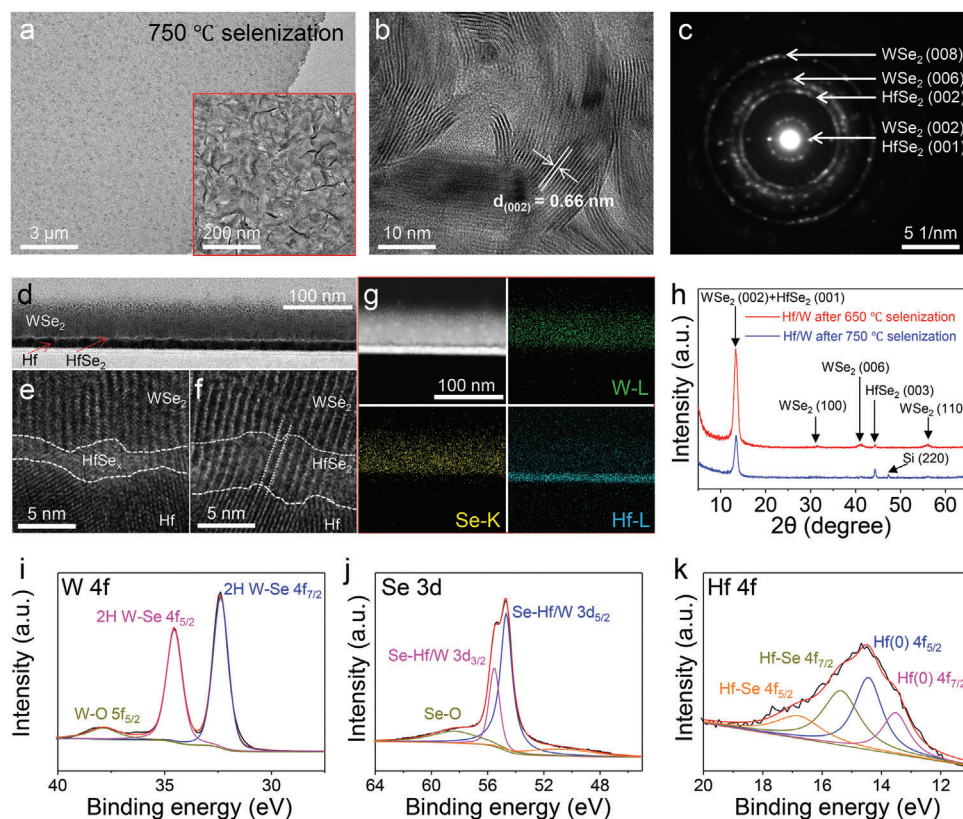 a
750 °C selenization
3 µm
200 nm
b
d(002) = 0.66 nm
10 nm
c
WSe2 (008)
WSe2 (006)
HfSe2 (002)
WSe2 (002)
HfSe2 (001)
5 1/nm
d
100 nm
WSe2
Hf
HfSe2
e
WSe2
HfSex
Hf
5 nm
f
WSe2
HfSe2
Hf
5 nm
g
100 nm
W-L
Se-K
Hf-L
h
WSe2 (002)+HfSe2 (001)
Hf/W after 650 °C selenization
Hf/W after 750 °C selenization
WSe2 (006)
HfSe2 (003)
WSe2 (100)
WSe2 (110)
Si (220)
Intensity (a.u.)
10 20 30 40 50 60
2θ (degree)
i
W 4f
2H W-Se 4f7/2
2H W-Se 4f5/2
W-O 5f5/2
Intensity (a.u.)
40 35 30
Binding energy (eV)
j
Se 3d
Se-Hf/W 3d5/2
Se-Hf/W 3d3/2
Se-O
Intensity (a.u.)
64 60 56 52 48
Binding energy (eV)
k
Hf 4f
Hf(0) 4f5/2
Hf-Se 4f7/2
Hf(0) 4f7/2
Hf-Se 4f5/2
Intensity (a.u.)
20 18 16 14 12
Binding energy (eV)